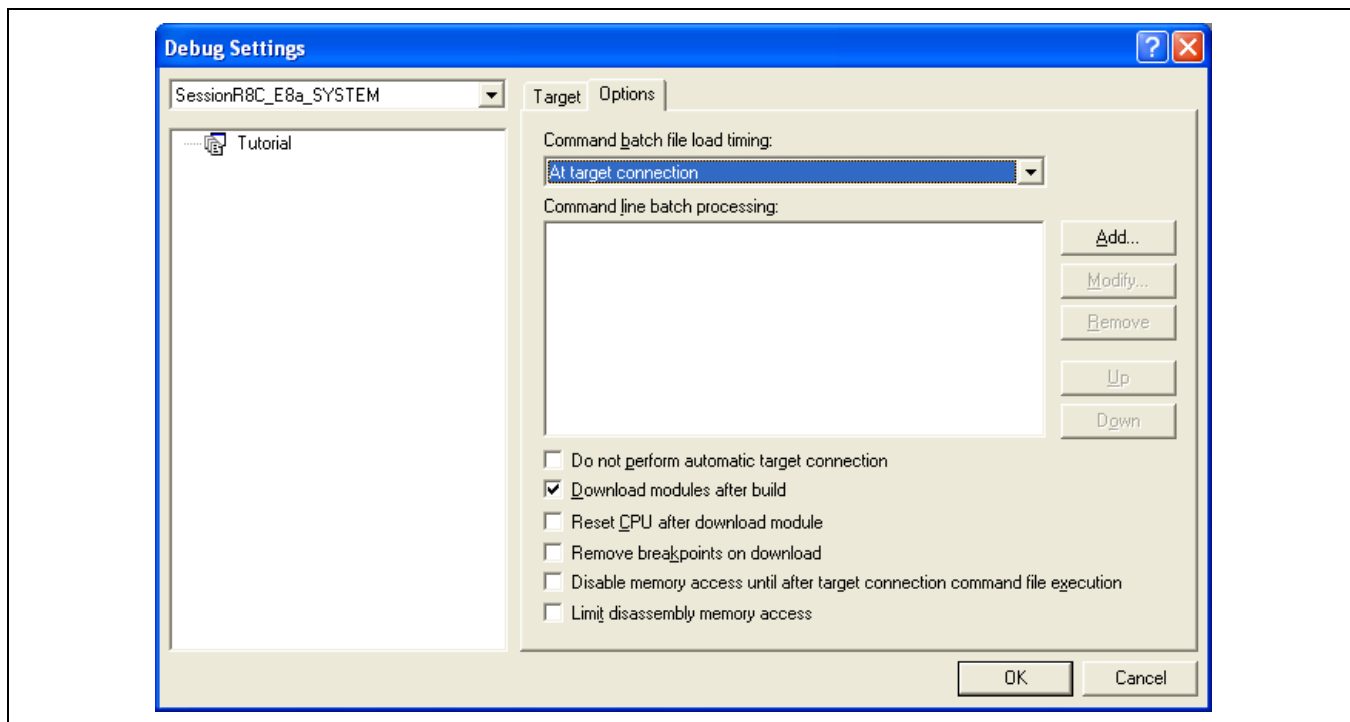 Debug Settings
SessionR8C_E8a_SYSTEM
Tutorial
Target Options
Command batch file load timing:
At target connection
Command line batch processing:
Add...
Modify...
Remove
Up
Down
Do not perform automatic target connection
Download modules after build
Reset CPU after download module
Remove breakpoints on download
Disable memory access until after target connection command file execution
Limit disassembly memory access
OK Cancel